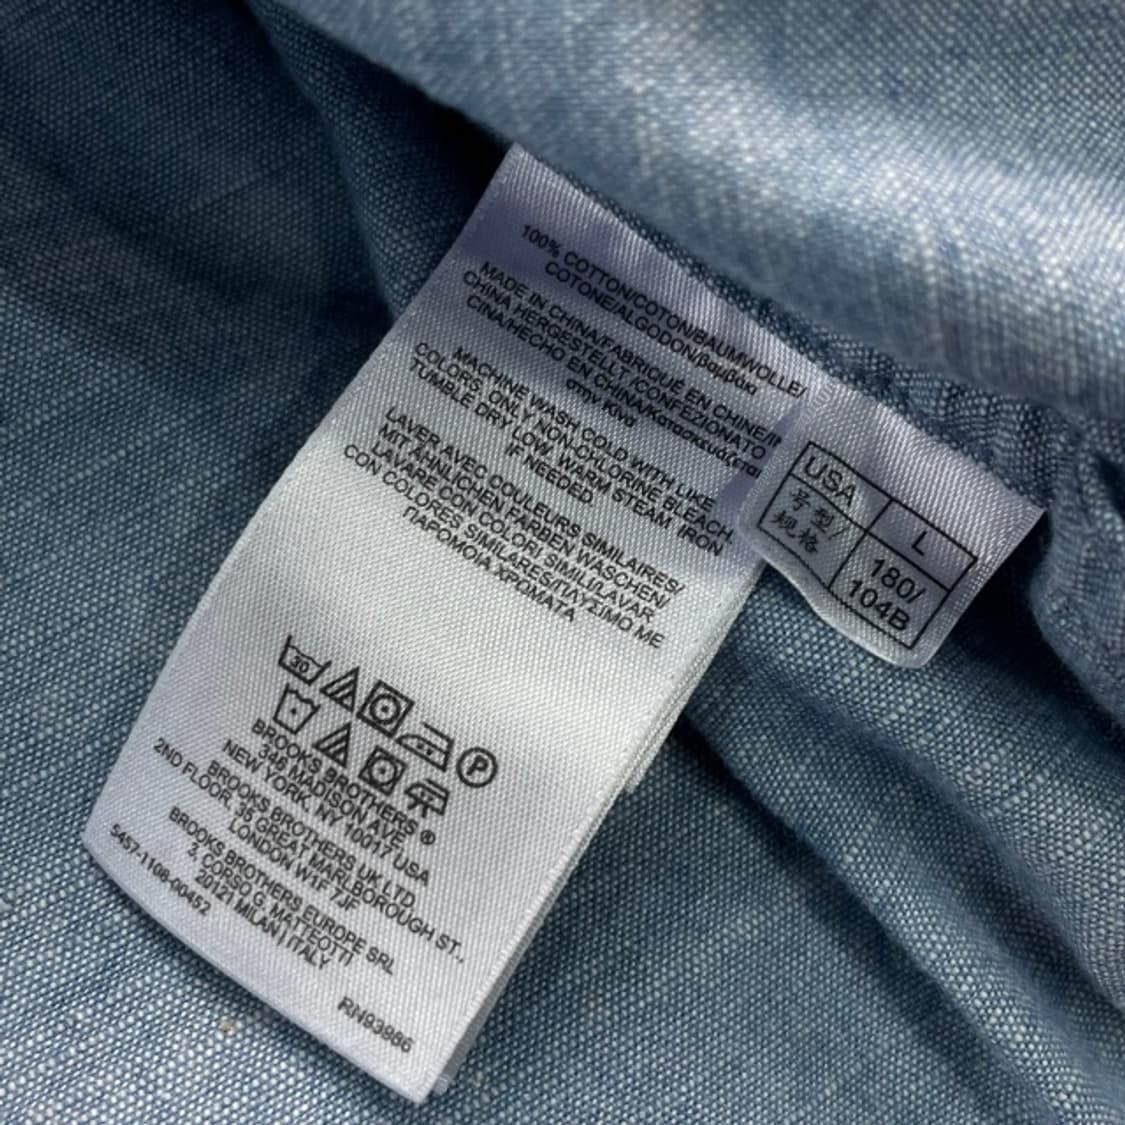 100% COTTON/COTON/BAUMWOLLE/
COTONE/ALGODON/βαμβάκι
MADE IN CHINA/FABRIQUÉ EN CHINE/IN
CHINA HERGESTELLT /CONFEZIONATO
CINA/HECHO EN CHINA/Κατασκευάζεται
στην Κίνα
MACHINE WASH COLD WITH LIKE
COLORS. ONLY NON-CHLORINE BLEACH.
TUMBLE DRY LOW. WARM STEAM IRON
IF NEEDED.
LAVER AVEC COULEURS SIMILAIRES/
MIT ÄHNLICHEN FARBEN WASCHEN/
LAVARE CON COLORI SIMILI/LAVAR
CON COLORES SIMILARES/ΠΛΥΣΙΜΟ ΜΕ
ΠΑΡΟΜΟΙΑ ΧΡΩΜΑΤΑ
30
P
BROOKS BROTHERS ®
346 MADISON AVE.
NEW YORK, NY 10017 USA
BROOKS BROTHERS UK LTD
2ND FLOOR, 35 GREAT MARLBOROUGH ST.,
LONDON W1F 7JF
BROOKS BROTHERS EUROPE SRL
3, CORSO G. MATTEOTTI
20121 MILAN | ITALY
5457-1108-00452
RN93866
USA L
号型/ 180/
规格 104B